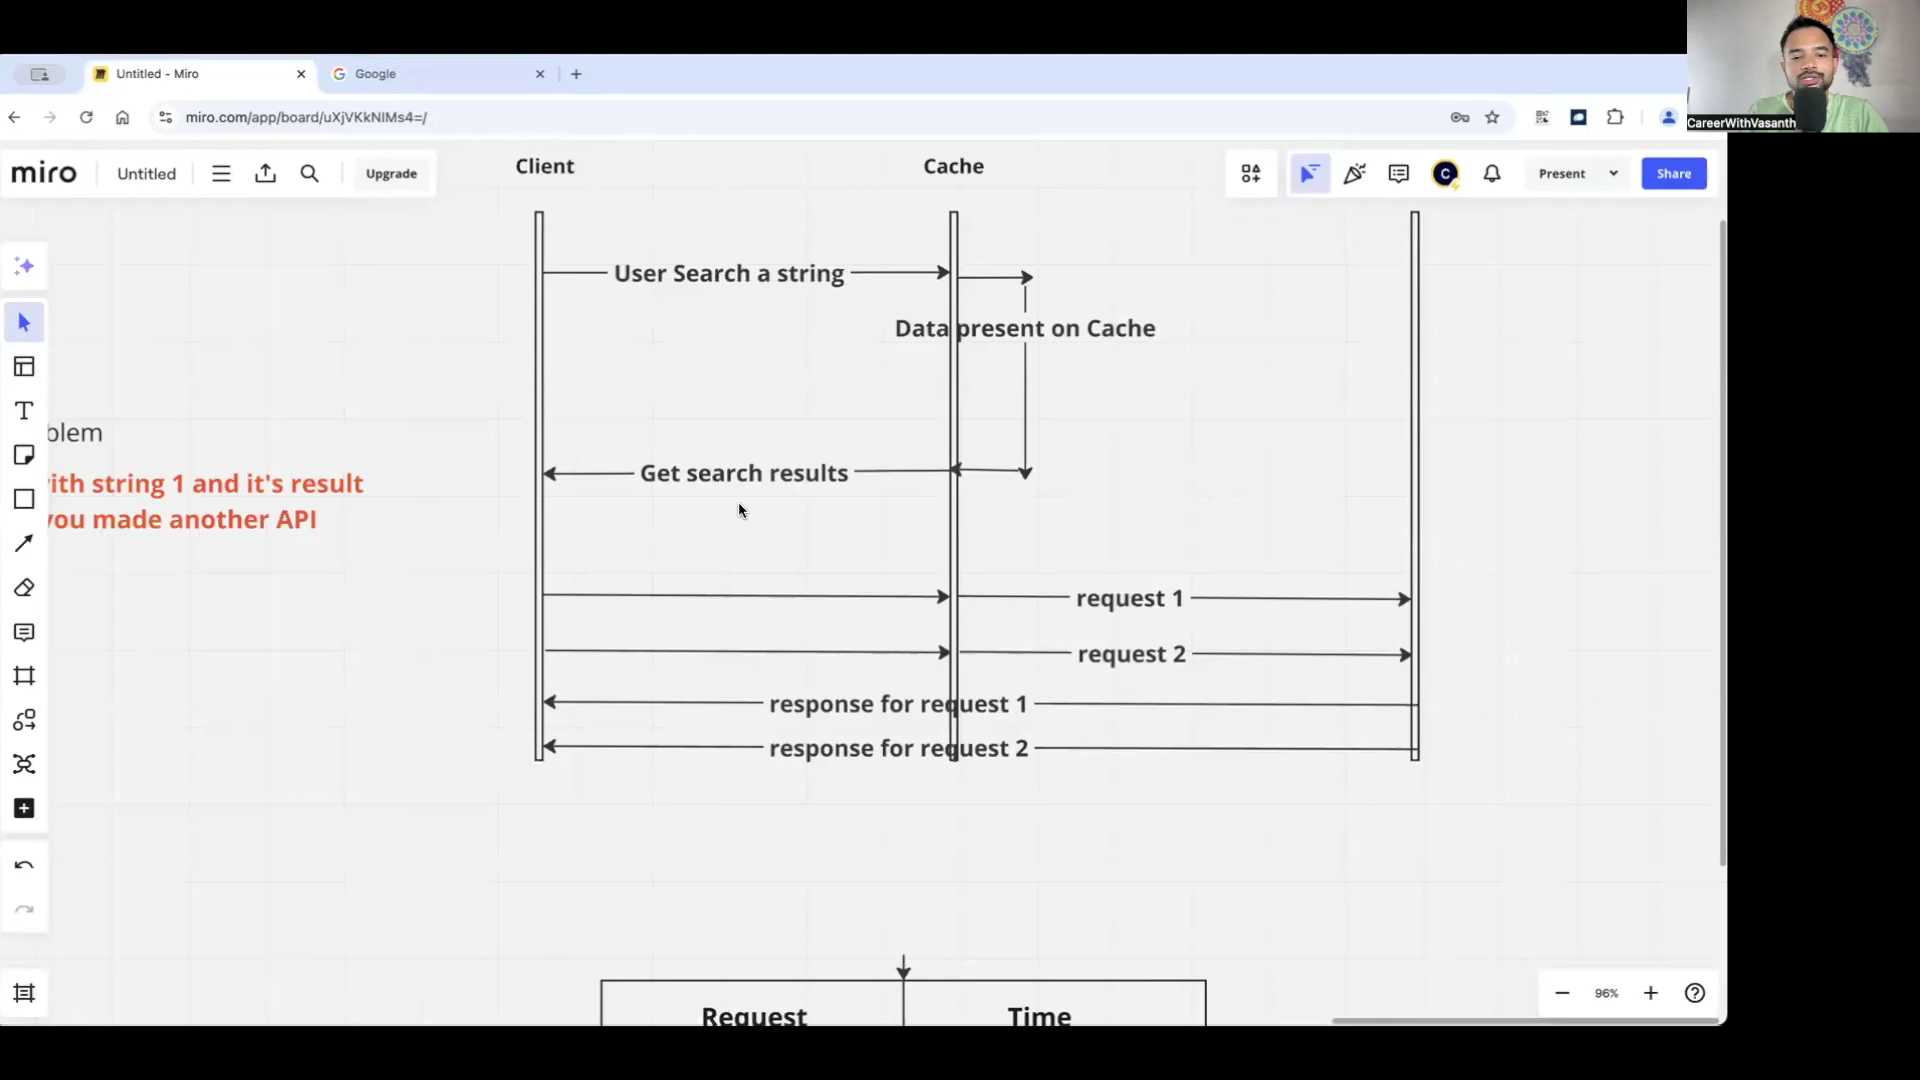 Untitled - Miro
Google
miro.com/app/board/uXjVKkNIMs4=/
CareerWithVasanth
miro
Untitled
Upgrade
Client
Cache
C
Present
Share
User Search a string
Data present on Cache
blem
ith string 1 and it's result
you made another API
Get search results
request 1
request 2
response for request 1
response for request 2
Request
Time
96%